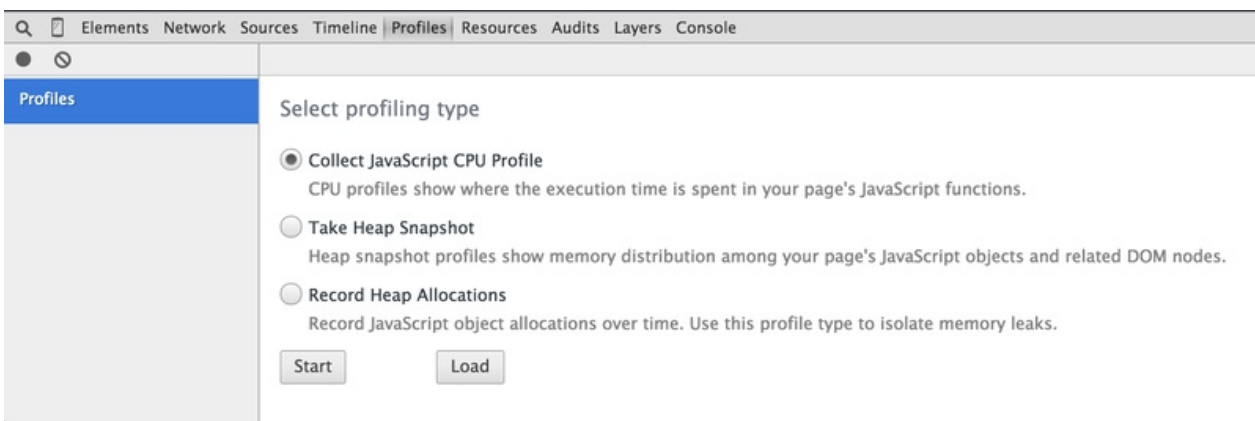 Elements Network Sources Timeline Profiles Resources Audits Layers Console
Profiles
Select profiling type
Collect JavaScript CPU Profile
CPU profiles show where the execution time is spent in your page's JavaScript functions.
Take Heap Snapshot
Heap snapshot profiles show memory distribution among your page's JavaScript objects and related DOM nodes.
Record Heap Allocations
Record JavaScript object allocations over time. Use this profile type to isolate memory leaks.
Start Load